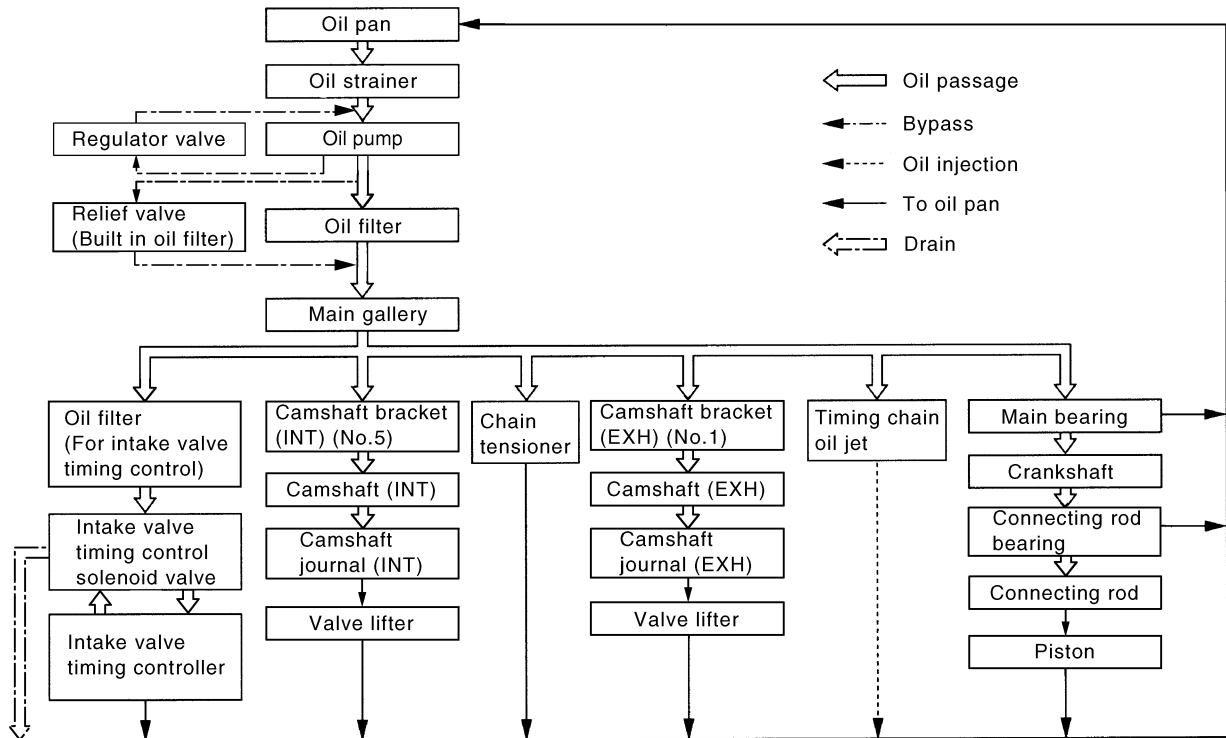 Oil pan
Oil strainer
Oil passage
Regulator valve
Oil pump
Bypass
Oil injection
Relief valve
(Built in oil filter)
Oil filter
To oil pan
Drain
Main gallery
Oil filter
(For intake valve
timing control)
Camshaft bracket
(INT) (No.5)
Chain
tensioner
Camshaft bracket
(EXH) (No.1)
Timing chain
oil jet
Main bearing
Camshaft (INT)
Camshaft (EXH)
Crankshaft
Intake valve
timing control
solenoid valve
Camshaft
journal (INT)
Camshaft
journal (EXH)
Connecting rod
bearing
Connecting rod
Intake valve
timing controller
Valve lifter
Valve lifter
Piston